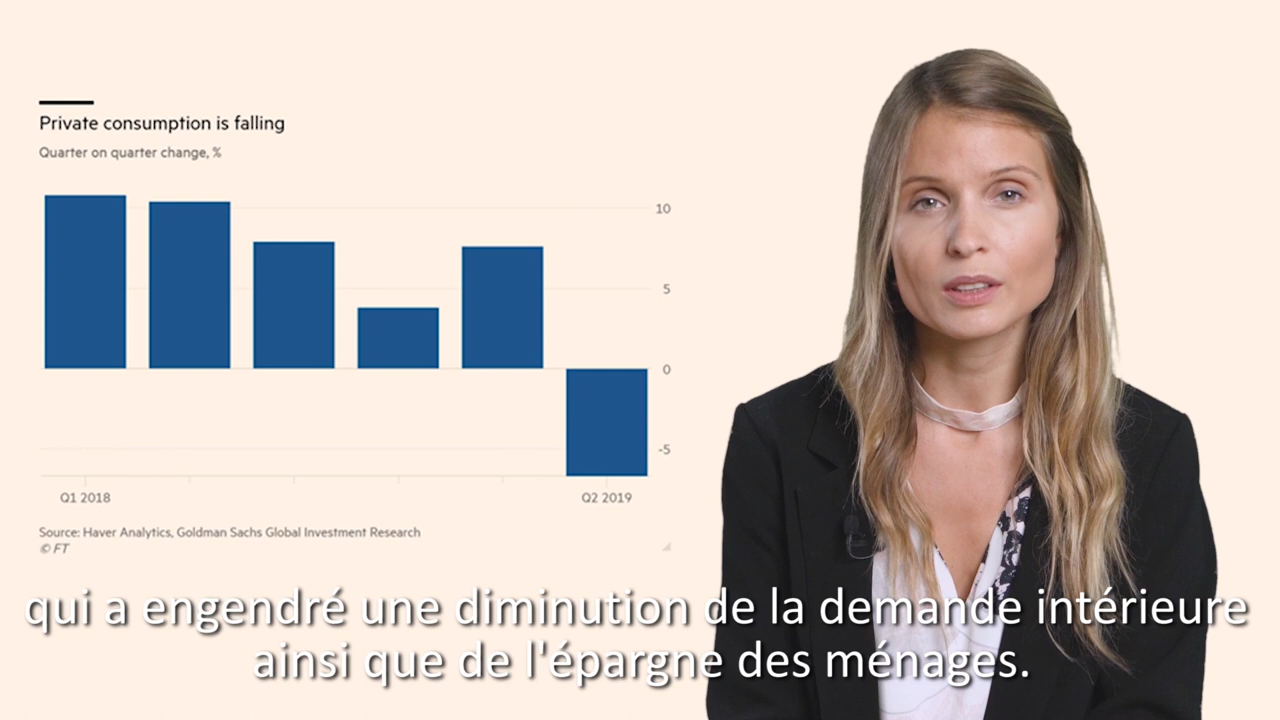 Private consumption is falling
Quarter on quarter change, %
10
5
0
-5
Q1 2018 Q2 2019
Source: Haver Analytics, Goldman Sachs Global Investment Research
© FT
qui a engendré une diminution de la demande intérieure
ainsi que de l'épargne des ménages.